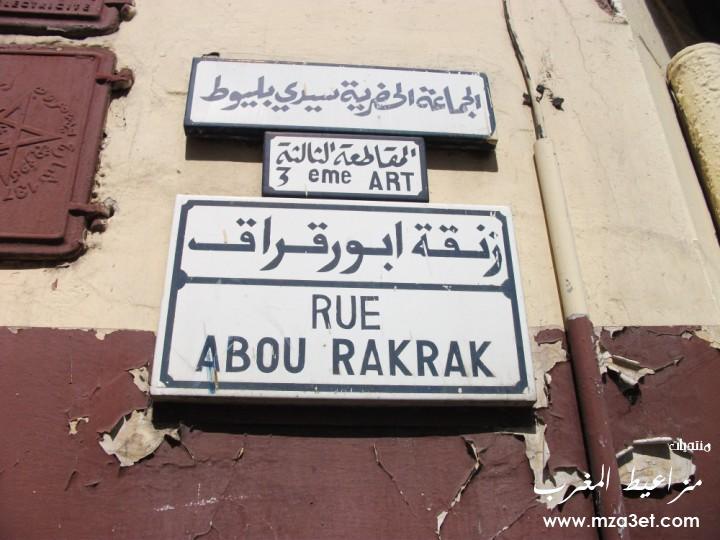 ELECTRICITE
الجماعة الحضرية سيدي بليوط
المقاطعة الثالثة
3 eme ART
زنقة ابورقراق
RUE
ABOU RAKRAK
منتديات
مزاعيط المغرب
www.mza3et.com